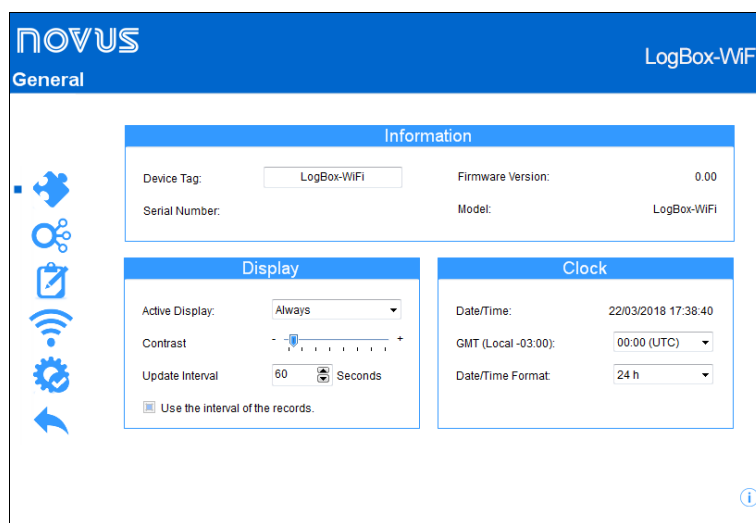 NOVUS
LogBox-WiF
General
Information
Device Tag: LogBox-WiFi Firmware Version: 0.00
Serial Number: Model: LogBox-WiFi
Display
Clock
Active Display: Always Date/Time: 22/03/2018 17:38:40
Contrast - + GMT (Local -03:00): 00:00 (UTC)
Update Interval 60 Seconds Date/Time Format: 24 h
Use the interval of the records.
i